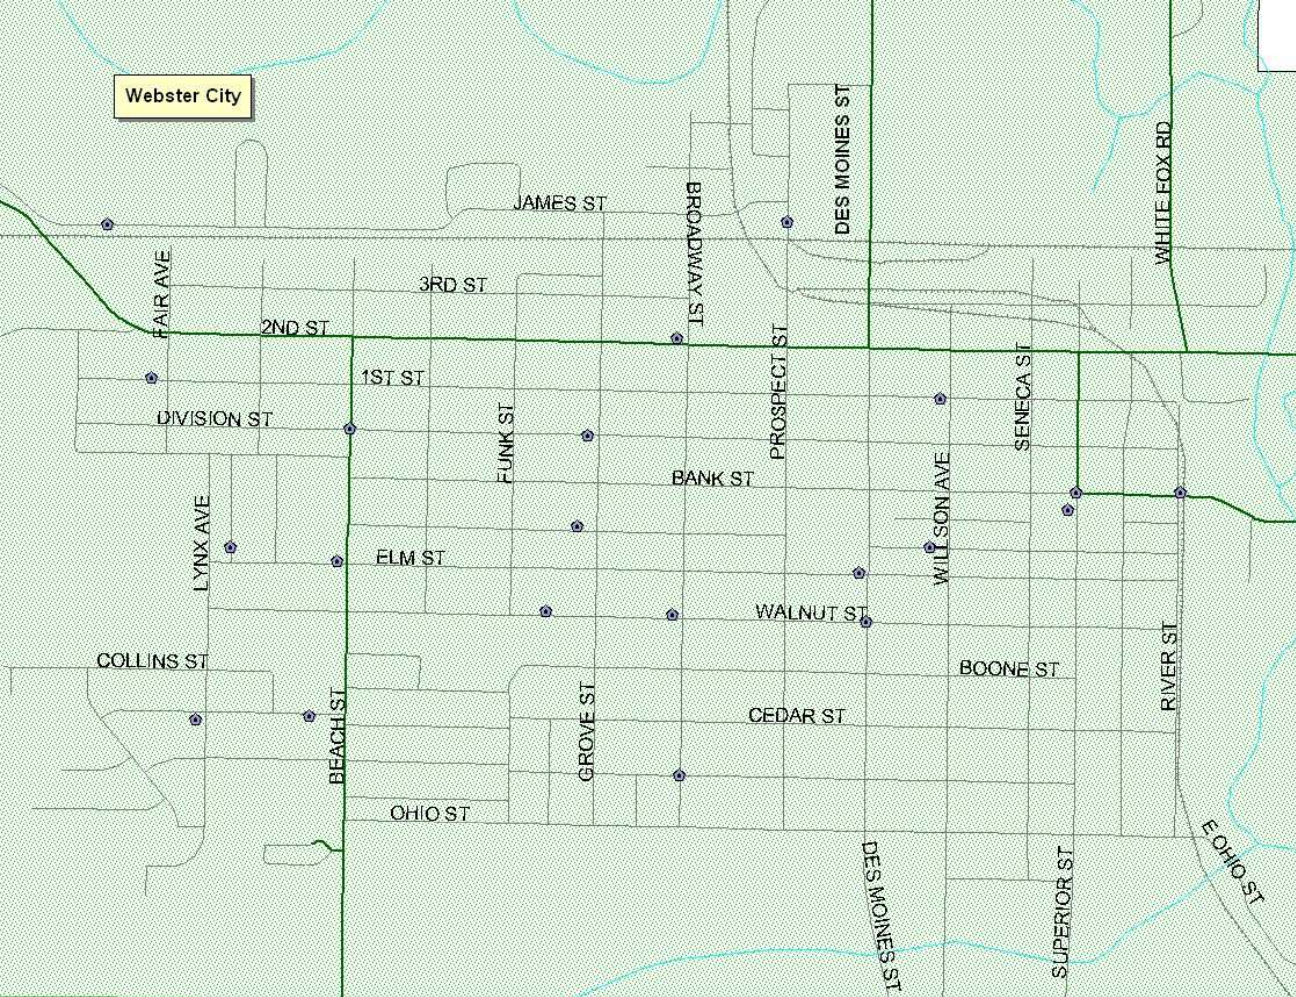 Webster City
DES MOINES ST
WHITE FOX RD
JAMES ST
BROADWAY ST
FAIR AVE
3RD ST
2ND ST
PROSPECT ST
SENECA ST
1ST ST
DIVISION ST
FUNK ST
BANK ST
WILLSON AVE
LYNX AVE
ELM ST
WALNUT ST
RIVER ST
COLLINS ST
BOONE ST
BEACH ST
GROVE ST
CEDAR ST
OHIO ST
DES MOINES ST
SUPERIOR ST
E OHIO ST